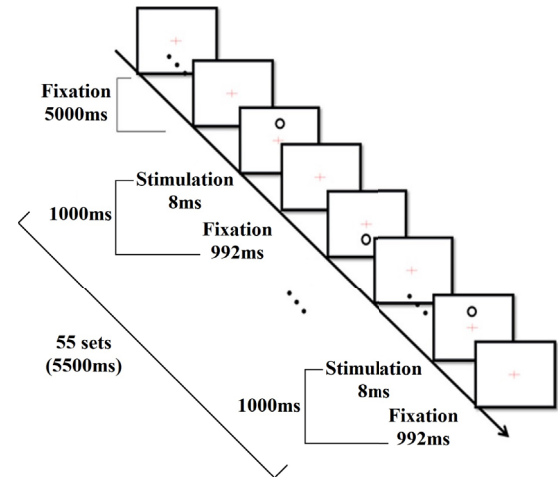 Fixation
5000ms
Stimulation
8ms
1000ms
Fixation
992ms
55 sets
(5500ms)
Stimulation
8ms
1000ms
Fixation
992ms